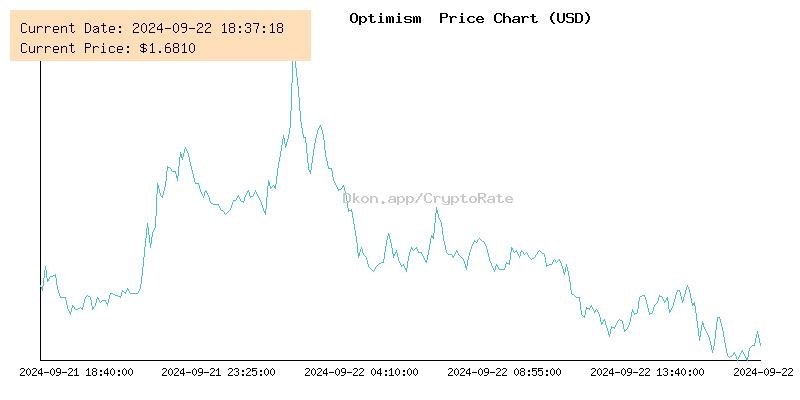 Optimism  Price Chart (USD)
Current Date: 2024-09-22 18:37:18
Current Price: $1.6810
Dkon.app/CryptoRate
2024-09-21 18:40:00 2024-09-21 23:25:00 2024-09-22 04:10:00 2024-09-22 08:55:00 2024-09-22 13:40:00 2024-09-22